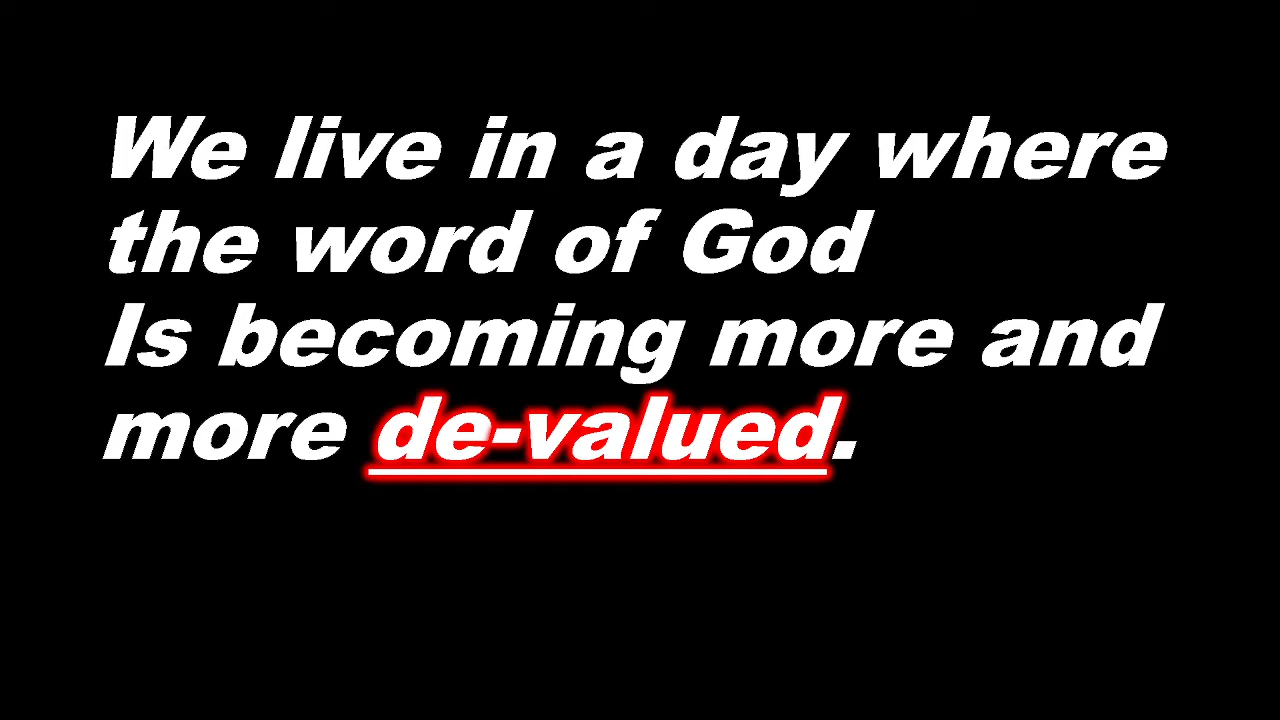 We live in a day where
the word of God
Is becoming more and
more de-valued.